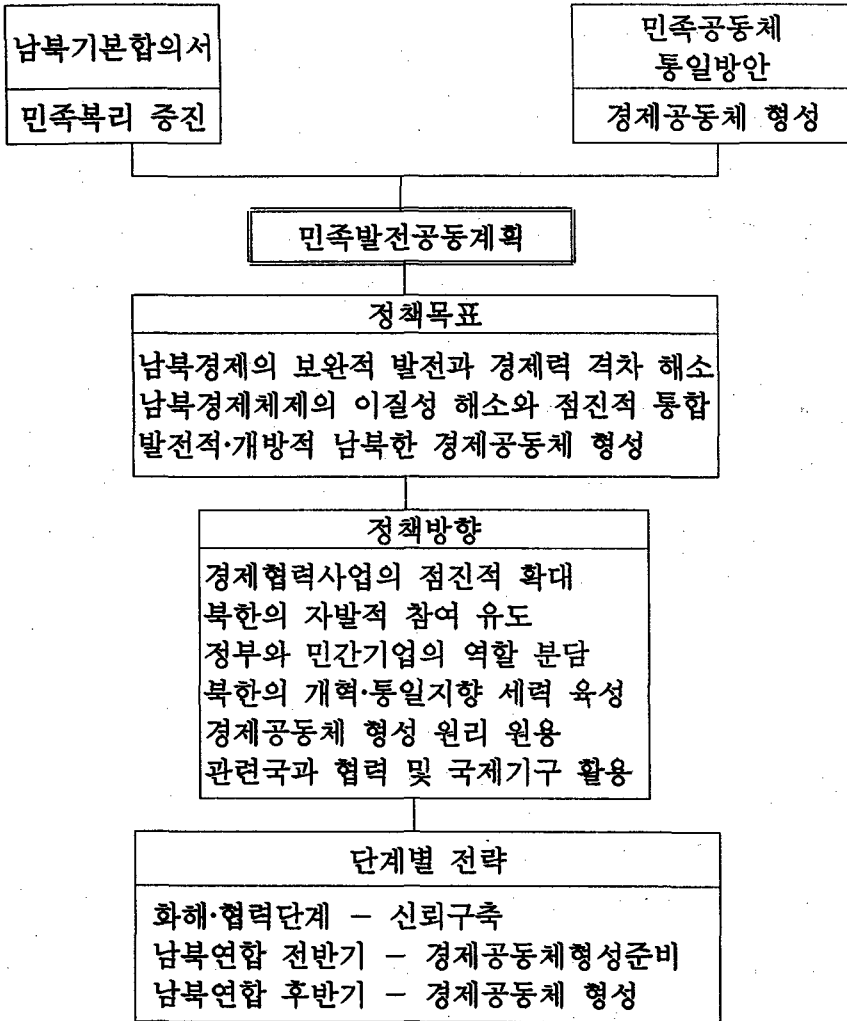 남북기본합의서
민족복리 증진
민족공동체
통일방안
경제공동체 형성
민족발전공동계획
정책목표
남북경제의 보완적 발전과 경제력 격차 해소
남북경제체제의 이질성 해소와 점진적 통합
발전적·개방적 남북한 경제공동체 형성
정책방향
경제협력사업의 점진적 확대
북한의 자발적 참여 유도
정부와 민간기업의 역할 분담
북한의 개혁·통일지향 세력 육성
경제공동체 형성 원리 원용
관련국과 협력 및 국제기구 활용
단계별 전략
화해·협력단계 - 신뢰구축
남북연합 전반기 - 경제공동체형성준비
남북연합 후반기 - 경제공동체 형성